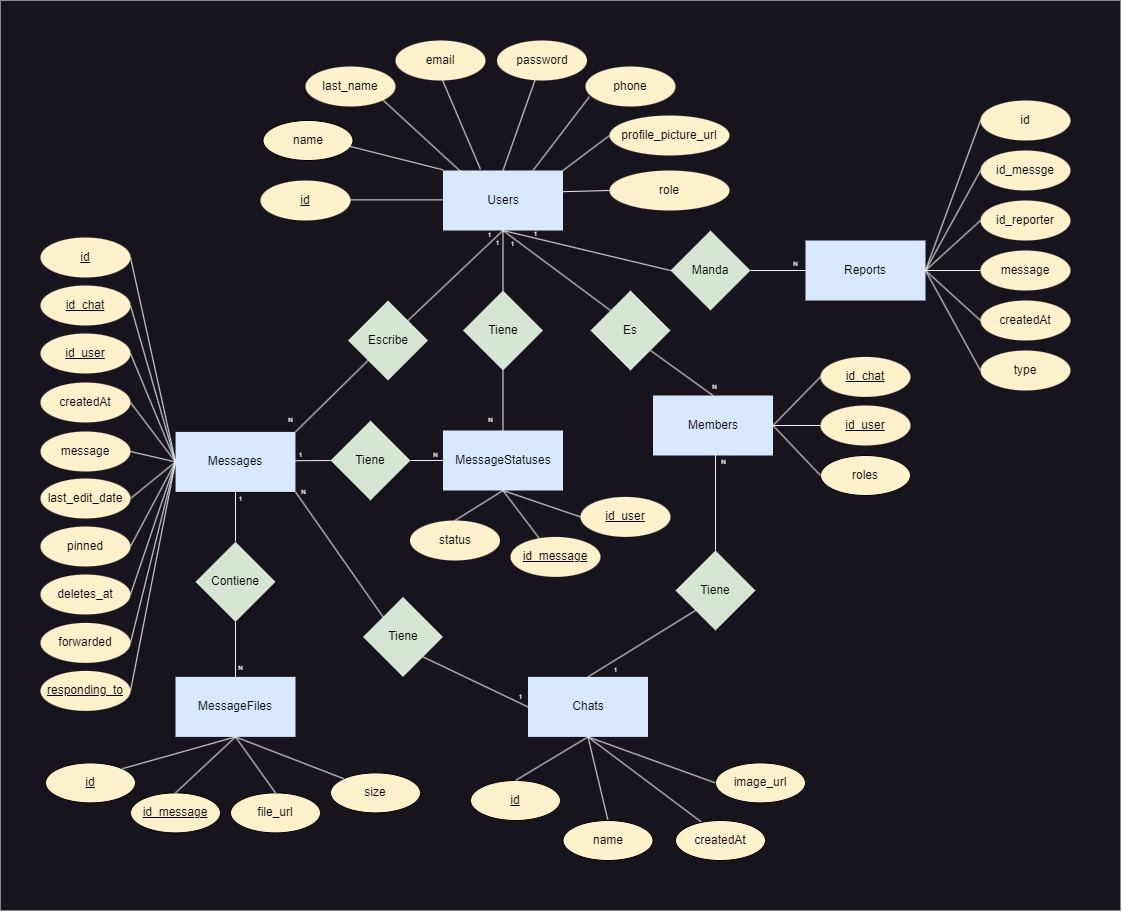 email
password
last_name
phone
name
profile_picture_url
id
Users
role
1
1
1
1
id
id_messge
id_reporter
message
createdAt
type
Manda
N
Reports
Escribe
Tiene
Es
N
N
N
id
id_chat
id_user
createdAt
message
last_edit_date
pinned
deletes_at
forwarded
responding_to
Messages
1
Tiene
N
MessageStatuses
Members
id_chat
id_user
roles
N
1
N
status
id_message
id_user
Contiene
Tiene
Tiene
N
1
1
MessageFiles
Chats
id
id_message
file_url
size
id
name
createdAt
image_url